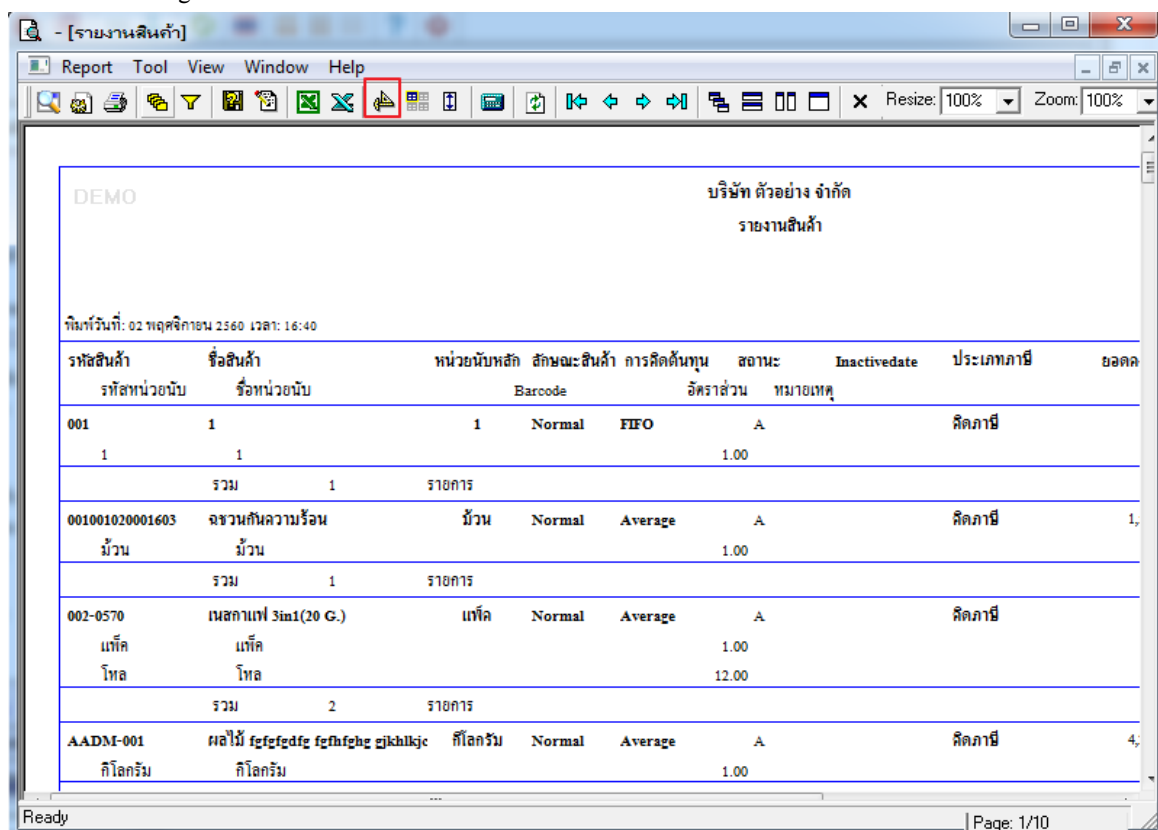 - [รายงานสินค้า]
Report Tool View Window Help
Resize: 100% Zoom: 100%
DEMO
บริษัท ตัวอย่าง จำกัด
รายงานสินค้า
พิมพ์วันที่: 02 พฤศจิกายน 2560 เวลา: 16:40
รหัสสินค้า ชื่อสินค้า หน่วยนับหลัก ลักษณะสินค้า การคิดต้นทุน สถานะ Inactivedate ประเภทภาษี ยอดค
รหัสหน่วยนับ ชื่อหน่วยนับ Barcode อัตราส่วน หมายเหตุ
001 1 1 Normal FIFO A คิดภาษี
1 1 1.00
รวม 1 รายการ
001001020001603 ฉชวนกันความร้อน ม้วน Normal Average A คิดภาษี 1,
ม้วน ม้วน 1.00
รวม 1 รายการ
002-0570 เนสกาแฟ 3in1(20 G.) แพ็ค Normal Average A คิดภาษี
แพ็ค แพ็ค 1.00
โหล โหล 12.00
รวม 2 รายการ
AADM-001 ผลไม้ fgfgfgdfg fgfhfghg gjkhlkjc กิโลกรัม Normal Average A คิดภาษี 4,
กิโลกรัม กิโลกรัม 1.00
Ready Page: 1/10